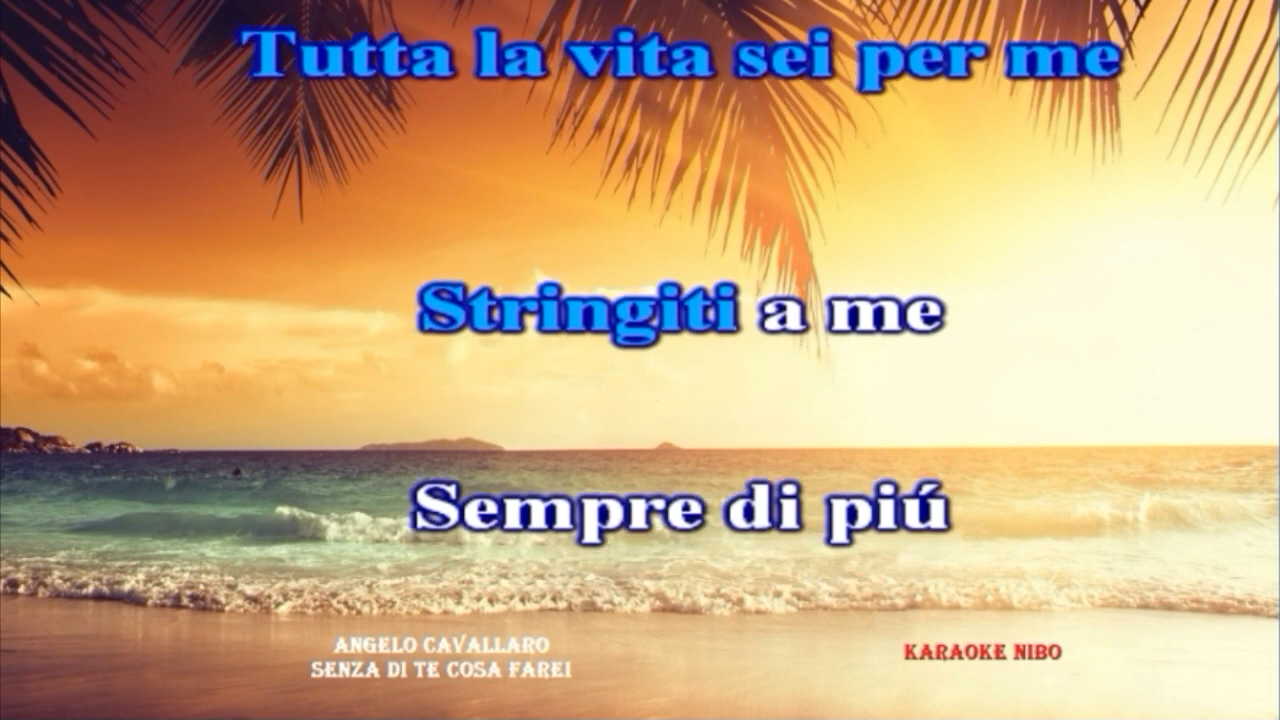 Tutta la vita sei per me
Stringiti a me
Sempre di piú
ANGELO CAVALLARO
SENZA DI TE COSA FAREI
KARAOKE NIBO